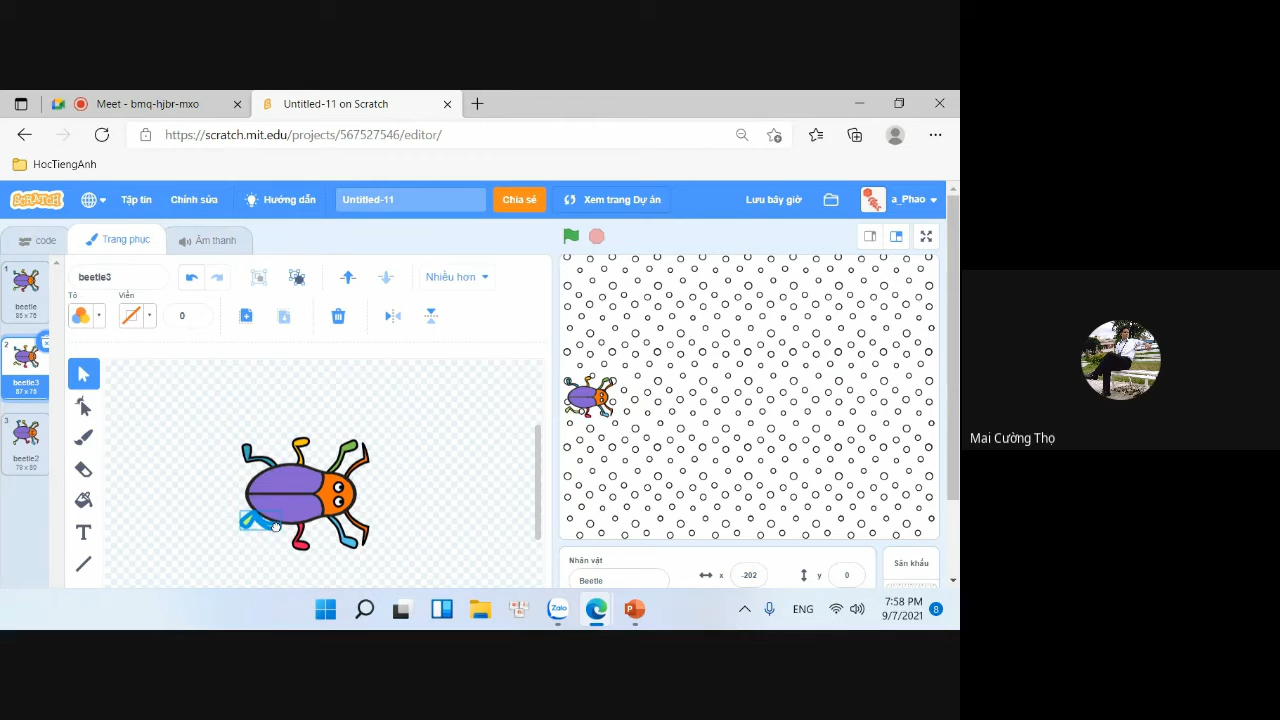 Meet - bmq-hjbr-mxo
Untitled-11 on Scratch
https://scratch.mit.edu/projects/567527546/editor/
HocTiengAnh
SCRATCH
Tập tin
Chỉnh sửa
Hướng dẫn
Untitled-11
Chia sẻ
Xem trang Dự án
Lưu bây giờ
a_Phao
code
Trang phục
Âm thanh
1
beetle
86 x 76
2
beetle3
87 x 76
3
beetle2
78 x 80
beetle3
Nhiều hơn
Tô
Viền
0
T
Nhân vật
Beetle
x
-202
y
0
Sân khấu
Mai Cường Thọ
Zalo
P
ENG
7:58 PM
9/7/2021
8